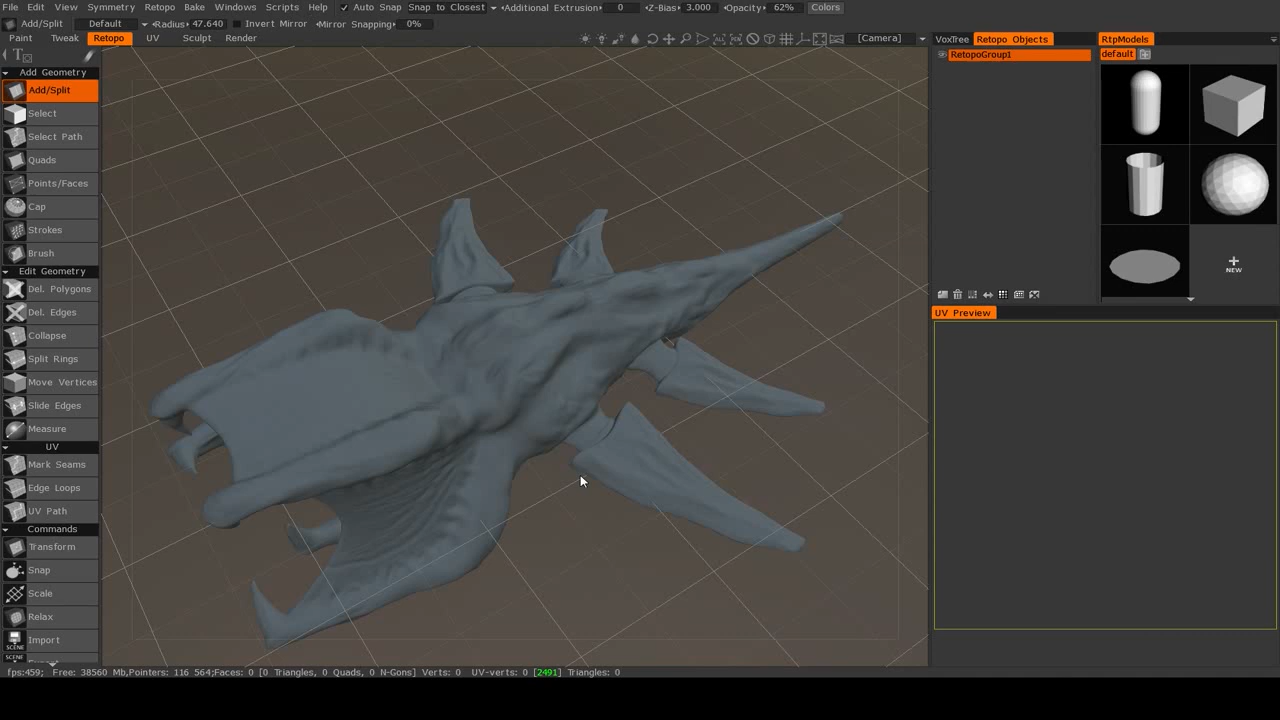 File Edit View Symmetry Retopo Bake Windows Scripts Help Auto Snap Snap to Closest Additional Extrusion 0 Z-Bias 3.000 Opacity 62% Colors
Add/Split Default Radius 47.640 Invert Mirror Mirror Snapping 0%
Paint Tweak Retopo UV Sculpt Render [Camera] VoxTree Retopo Objects RtpModels
RetopoGroup1 default
Add Geometry
Add/Split
Select
Select Path
Quads
Points/Faces
Cap
Strokes
Brush
NEW
Edit Geometry
Del. Polygons
Del. Edges
UV Preview
Collapse
Split Rings
Move Vertices
Slide Edges
Measure
UV
Mark Seams
Edge Loops
UV Path
Commands
Transform
Snap
Scale
Relax
SCENE Import
SCENE
fps:459; Free: 38560 Mb,Pointers: 116 564;Faces: 0 [0 Triangles, 0 Quads, 0 N-Gons] Verts: 0 UV-verts: 0 [2491] Triangles: 0